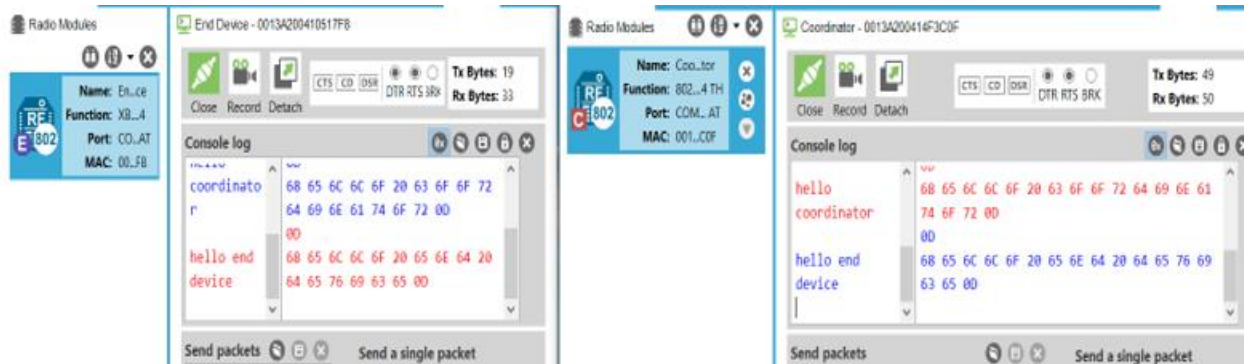 Radio Modules
Name: En...ce
Function: XB...4
Port: CO...AT
MAC: 00...F8
RF
802
E
End Device - 0013A200410517F8
Close Record Detach
CTS CD DSR
DTR RTS BRK
Tx Bytes: 19
Rx Bytes: 33
Console log
coordinato 68 65 6C 6C 6F 20 63 6F 6F 72
r 64 69 6E 61 74 6F 72 0D
0D
hello end 68 65 6C 6C 6F 20 65 6E 64 20
device 64 65 76 69 63 65 0D
Send packets Send a single packet
Radio Modules
Name: Coo...tor
Function: 802...4 TH
Port: COM... AT
MAC: 001...C0F
RF
802
C
Coordinator - 0013A200414F3C0F
Close Record Detach
CTS CD DSR
DTR RTS BRK
Tx Bytes: 49
Rx Bytes: 50
Console log
0D
hello 68 65 6C 6C 6F 20 63 6F 6F 72 64 69 6E 61
coordinator 74 6F 72 0D
0D
hello end 68 65 6C 6C 6F 20 65 6E 64 20 64 65 76 69
device 63 65 0D
Send packets Send a single packet